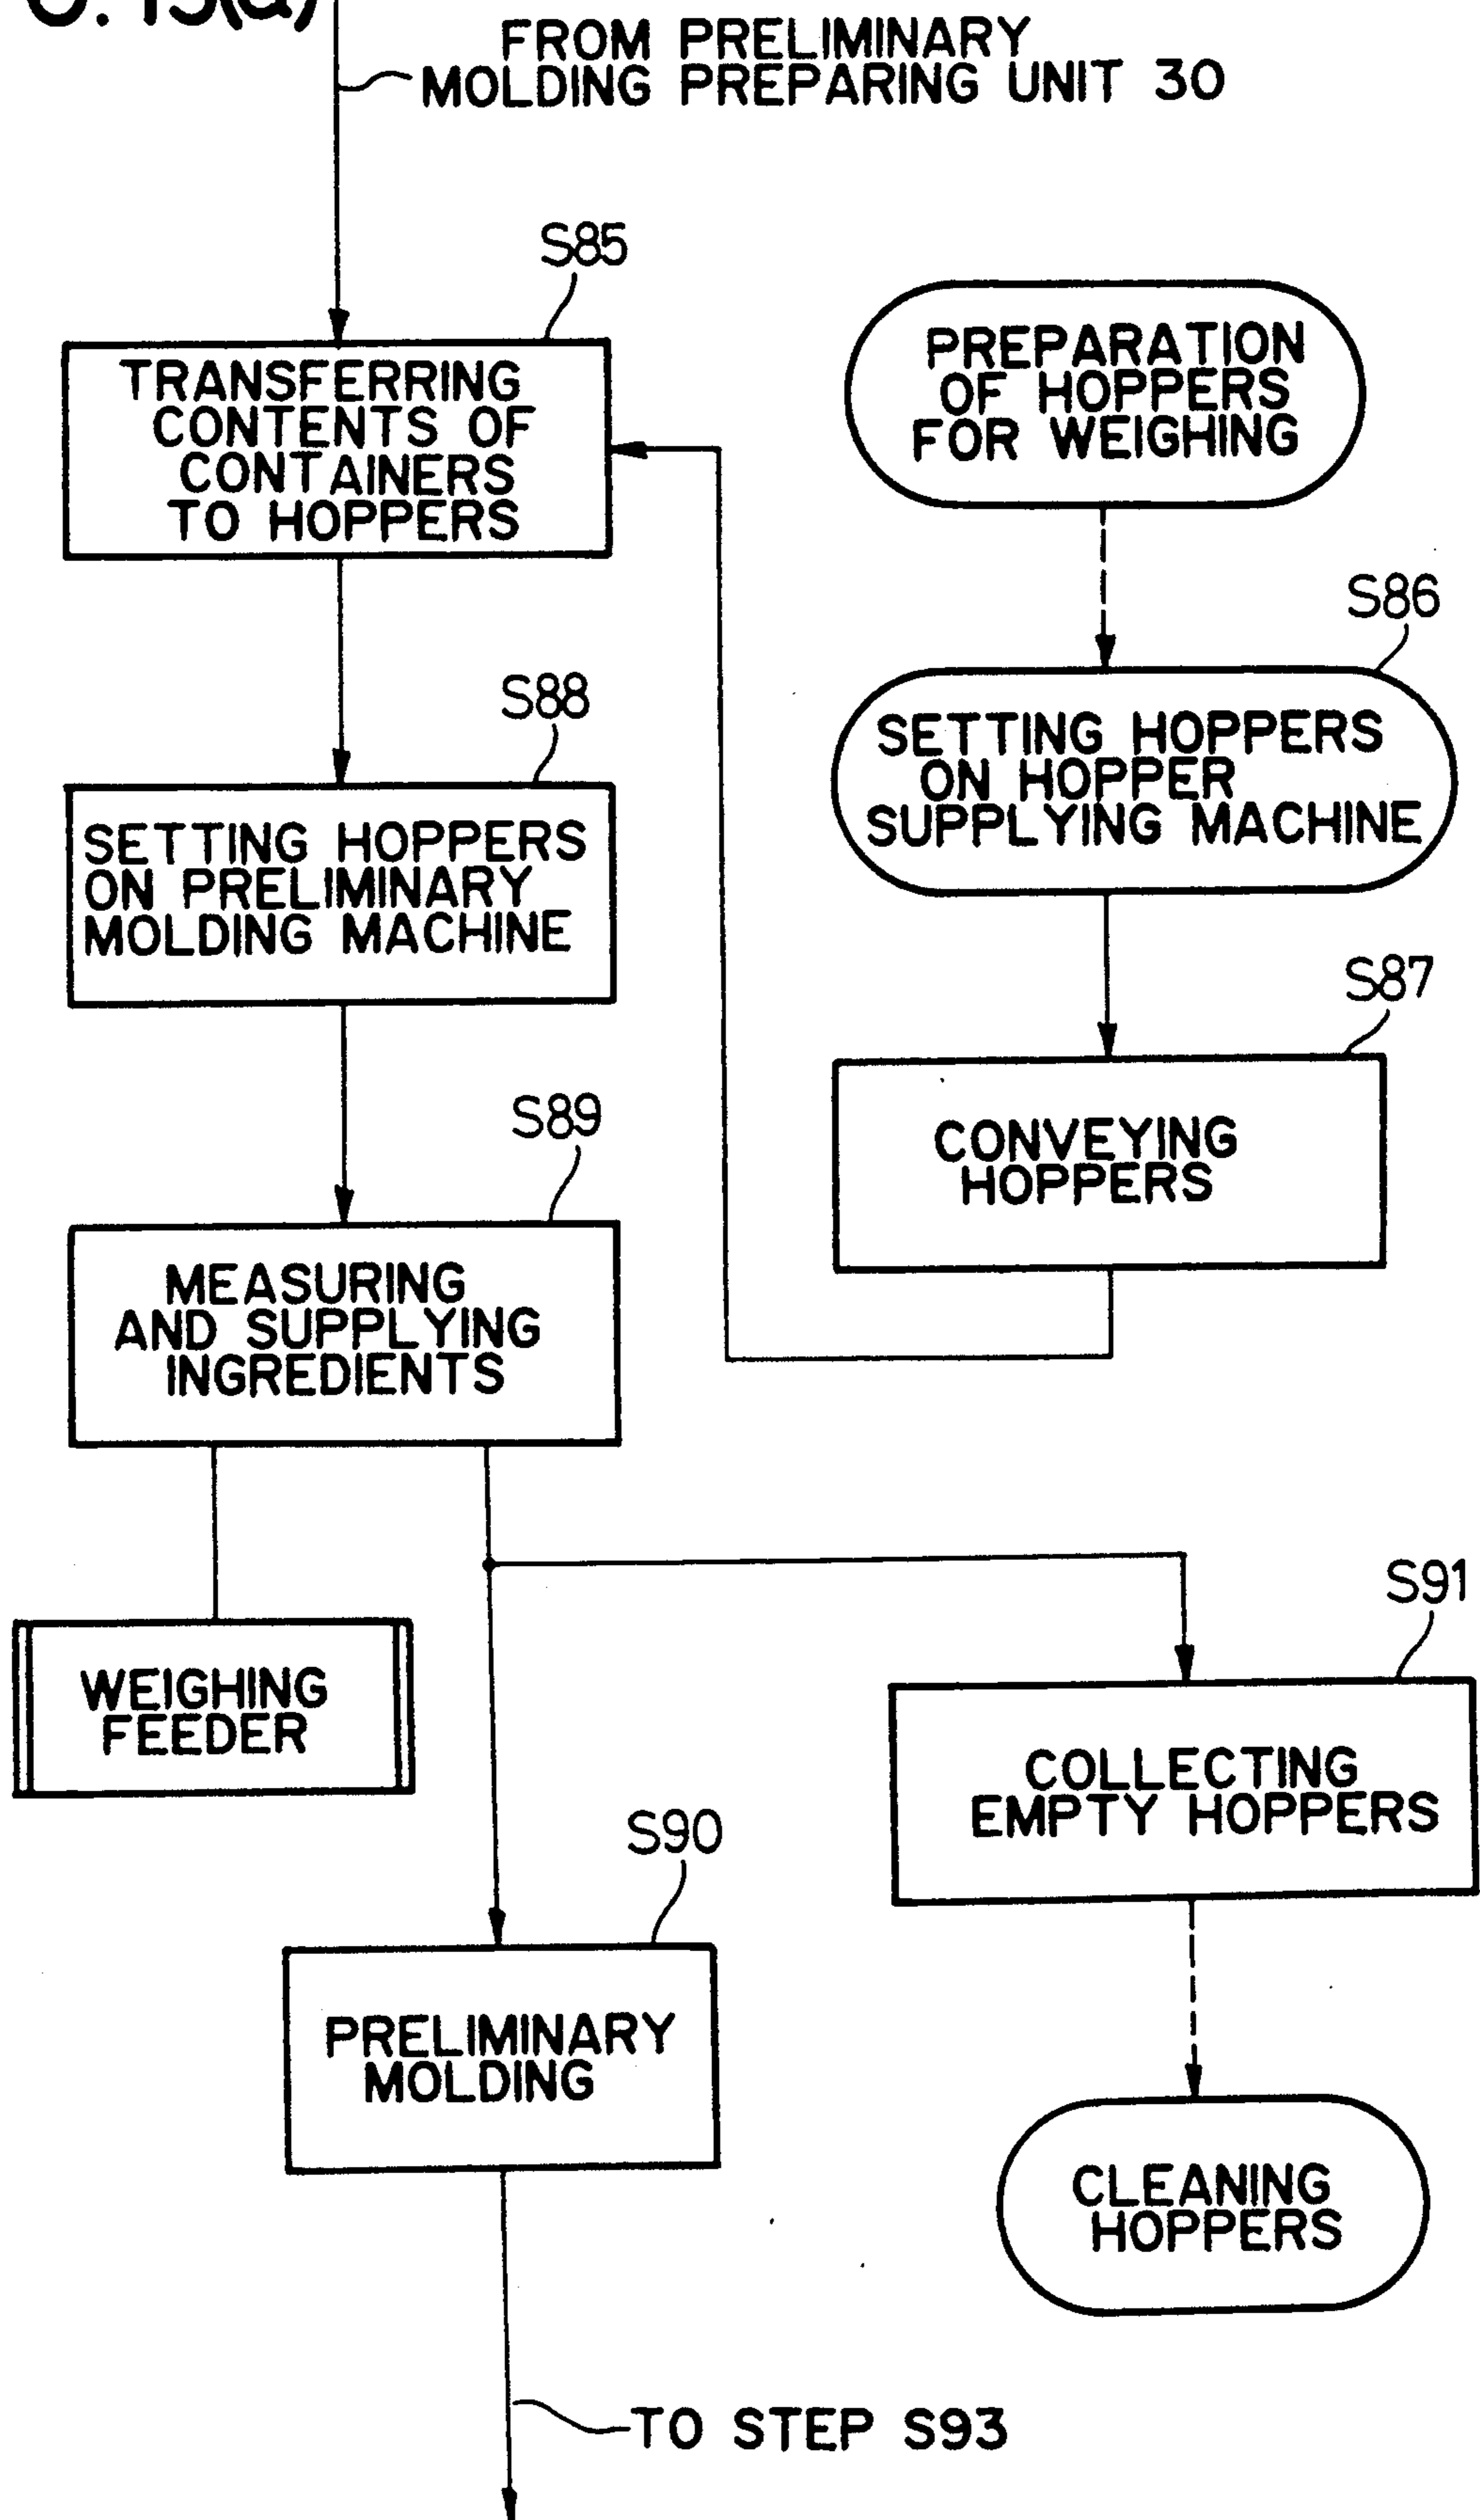 FROM PRELIMINARY
MOLDING PREPARING UNIT 30
S85
TRANSFERRING
CONTENTS OF
CONTAINERS
TO HOPPERS
PREPARATION
OF HOPPERS
FOR WEIGHING
S86
SETTING HOPPERS
ON HOPPER
SUPPLYING MACHINE
S88
SETTING HOPPERS
ON PRELIMINARY
MOLDING MACHINE
S87
CONVEYING
HOPPERS
S89
MEASURING
AND SUPPLYING
INGREDIENTS
WEIGHING
FEEDER
S91
COLLECTING
EMPTY HOPPERS
S90
PRELIMINARY
MOLDING
CLEANING
HOPPERS
TO STEP S93